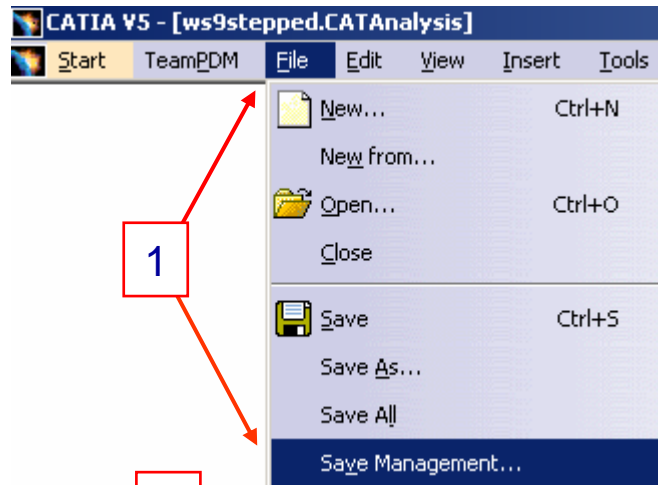 CATIA V5 - [ws9stepped.CATAnalysis]
Start TeamPDM File Edit View Insert Tools
New... Ctrl+N
New from...
Open... Ctrl+O
Close
1
Save Ctrl+S
Save As...
Save All
Save Management...